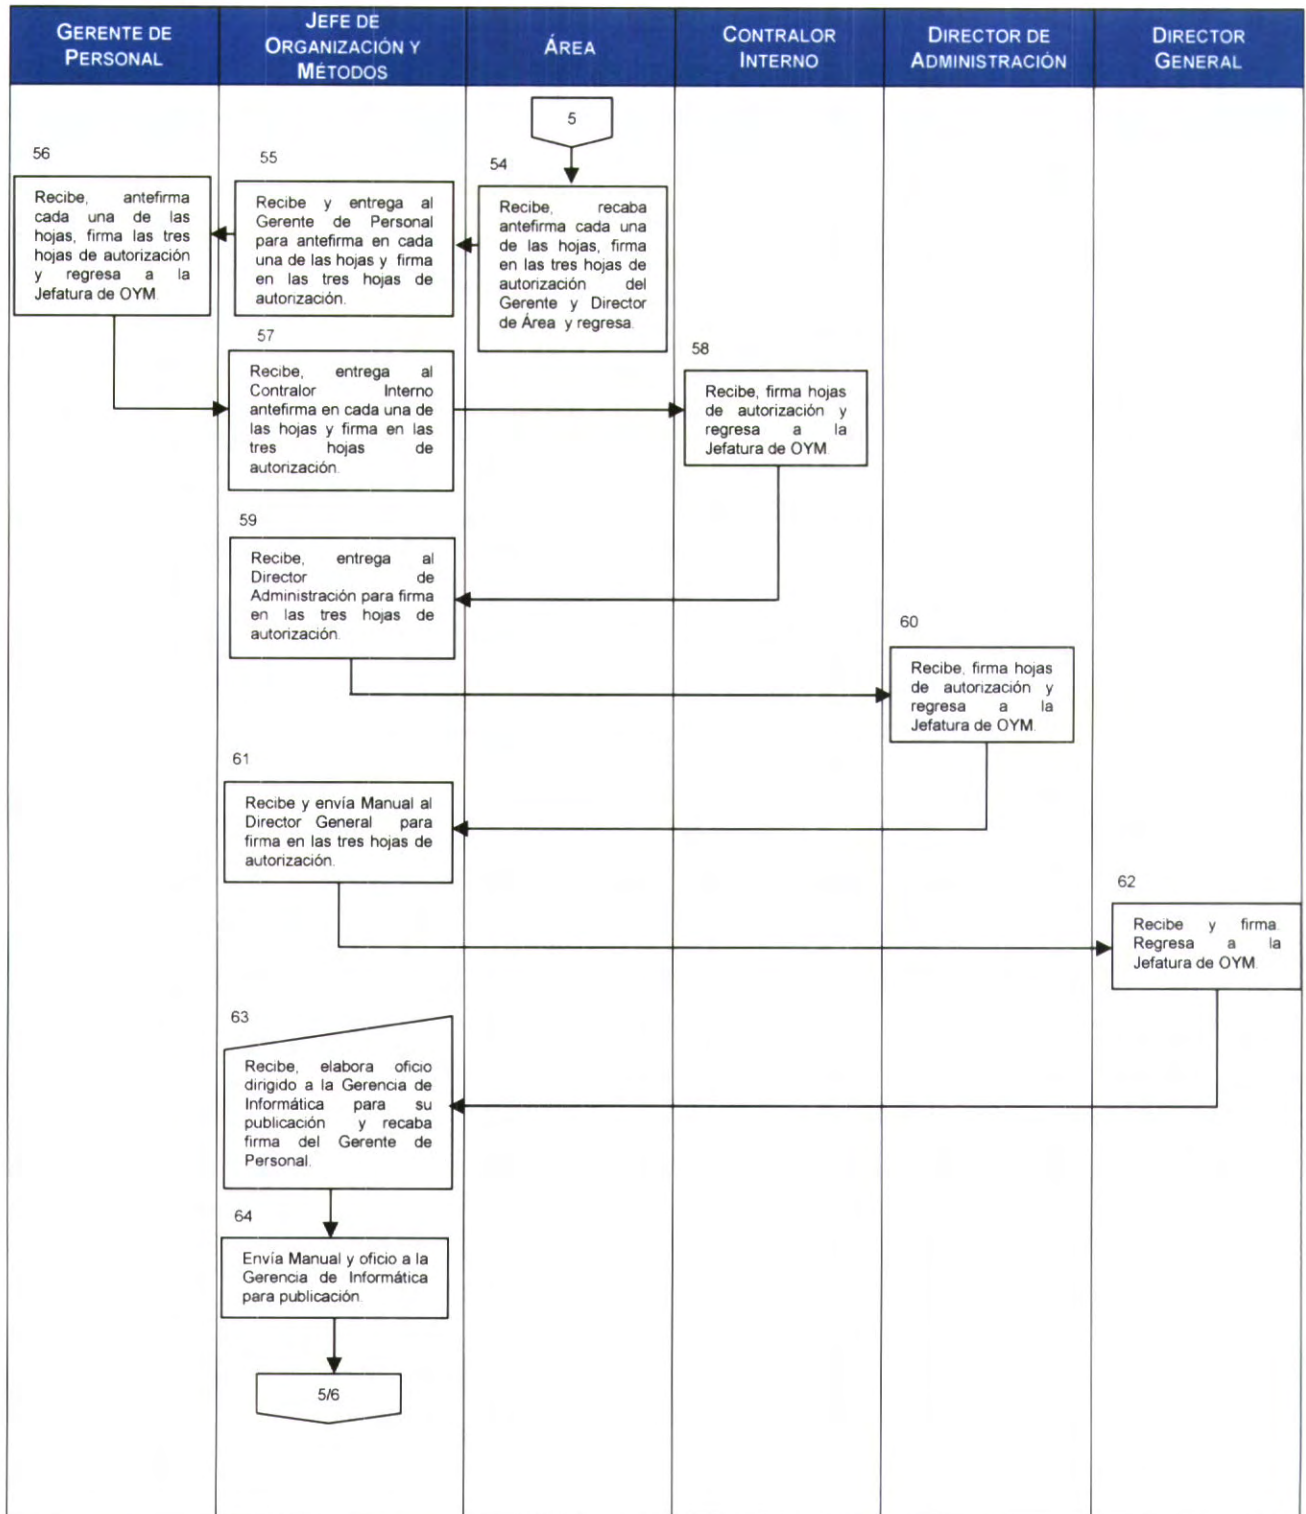 GERENTE DE
PERSONAL
JEFE DE
ORGANIZACIÓN Y
MÉTODOS
ÁREA
CONTRALOR
INTERNO
DIRECTOR DE
ADMINISTRACIÓN
DIRECTOR
GENERAL
5
54
Recibe, recaba
antefirma cada una
de las hojas, firma
en las tres hojas de
autorización del
Gerente y Director
de Área y regresa.
55
Recibe y entrega al
Gerente de Personal
para antefirma en cada
una de las hojas y firma
en las tres hojas de
autorización.
56
Recibe, antefirma
cada una de las
hojas, firma las tres
hojas de autorización
y regresa a la
Jefatura de OYM.
57
Recibe, entrega al
Contralor Interno
antefirma en cada una de
las hojas y firma en las
tres hojas de
autorización.
58
Recibe, firma hojas
de autorización y
regresa a la
Jefatura de OYM.
59
Recibe, entrega al
Director de
Administración para firma
en las tres hojas de
autorización.
60
Recibe, firma hojas
de autorización y
regresa a la
Jefatura de OYM.
61
Recibe y envía Manual al
Director General para
firma en las tres hojas de
autorización.
62
Recibe y firma.
Regresa a la
Jefatura de OYM.
63
Recibe, elabora oficio
dirigido a la Gerencia de
Informática para su
publicación y recaba
firma del Gerente de
Personal.
64
Envía Manual y oficio a la
Gerencia de Informática
para publicación.
5/6